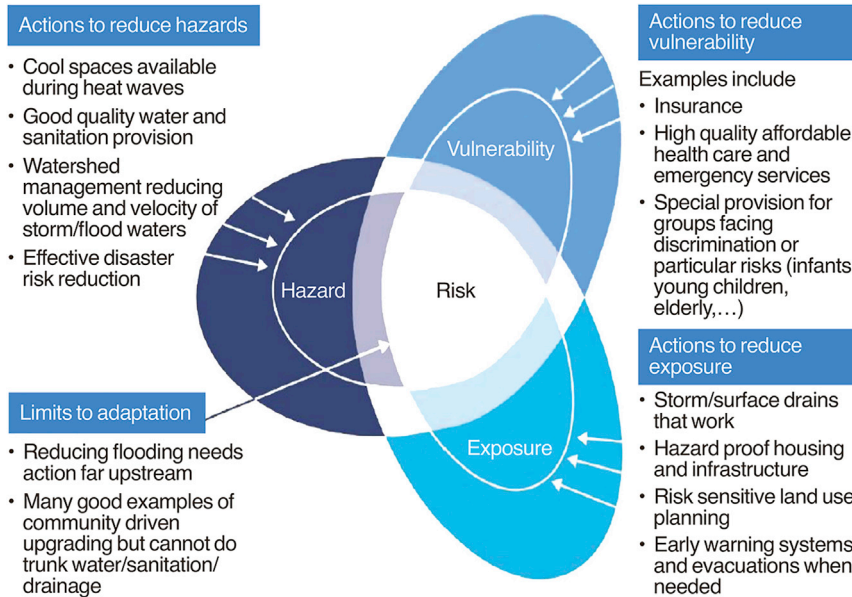 Actions to reduce hazards
• Cool spaces available
during heat waves
• Good quality water and
sanitation provision
• Watershed
management reducing
volume and velocity of
storm/flood waters
• Effective disaster
risk reduction
Limits to adaptation
• Reducing flooding needs
action far upstream
• Many good examples of
community driven
upgrading but cannot do
trunk water/sanitation/
drainage
Vulnerability
Hazard
Risk
Exposure
Actions to reduce
vulnerability
Examples include
• Insurance
• High quality affordable
health care and
emergency services
• Special provision for
groups facing
discrimination or
particular risks (infants
young children,
elderly,…)
Actions to reduce
exposure
• Storm/surface drains
that work
• Hazard proof housing
and infrastructure
• Risk sensitive land use
planning
• Early warning systems
and evacuations when
needed